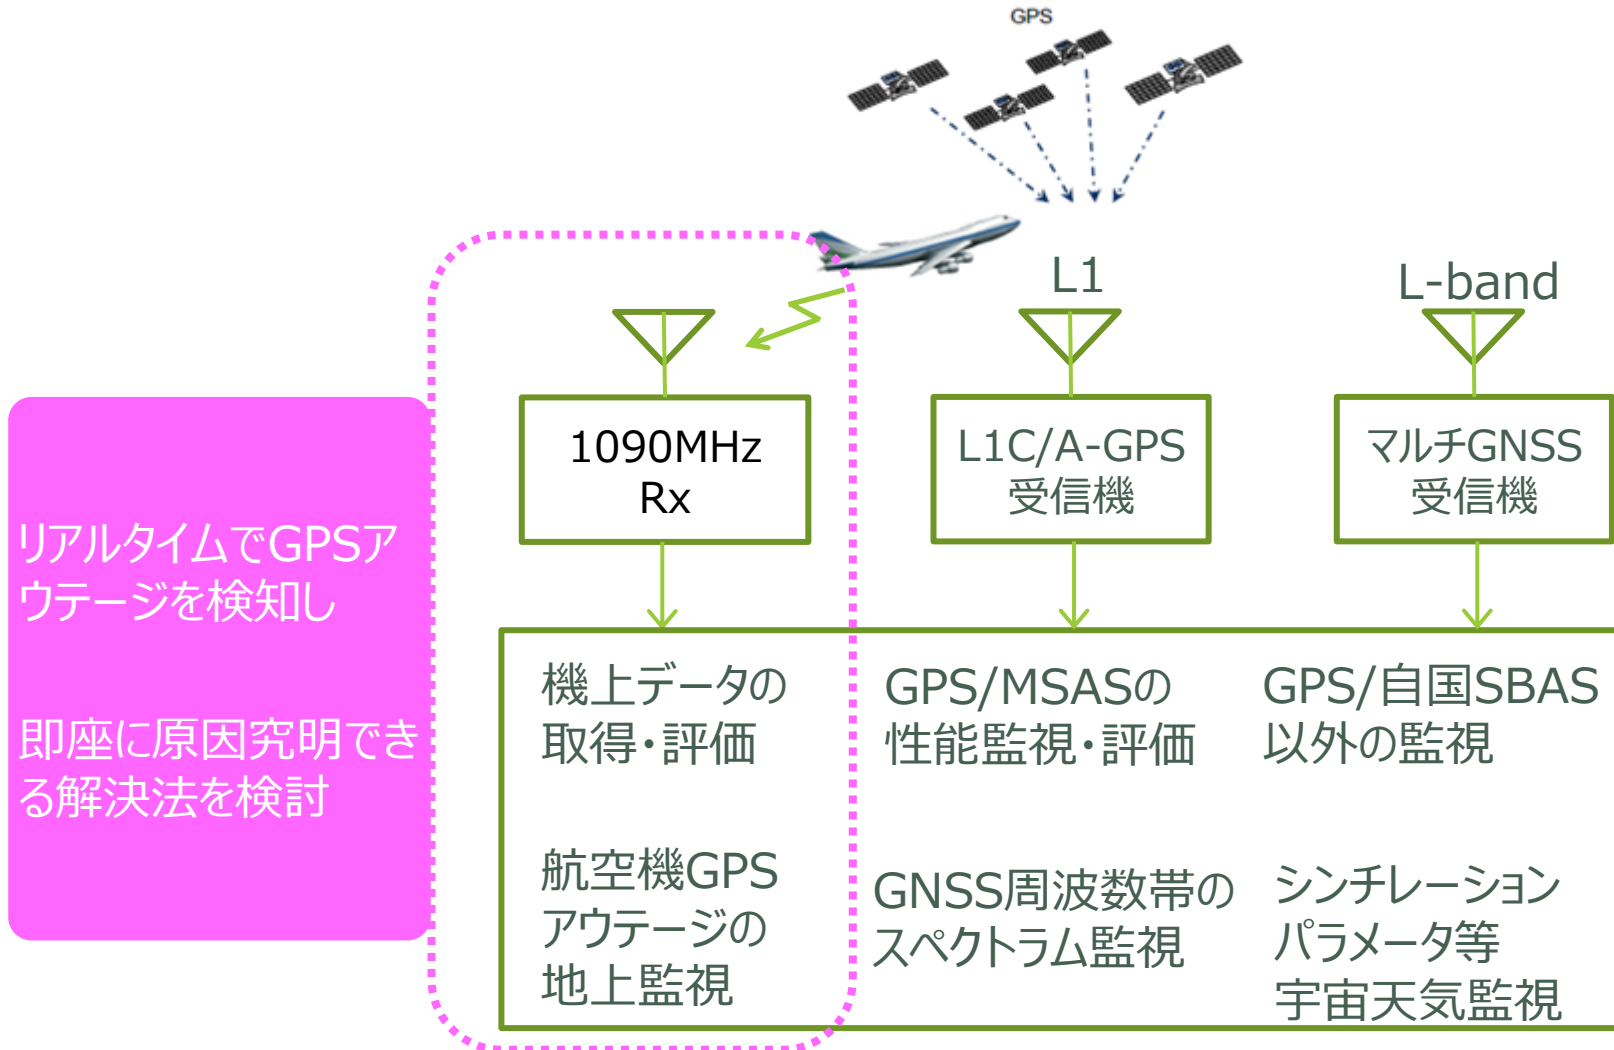 GPS
L1
L-band
1090MHz
Rx
L1C/A-GPS
受信機
マルチGNSS
受信機
リアルタイムでGPSア
ウテージを検知し
即座に原因究明でき
る解決法を検討
機上データの
取得・評価
GPS/MSASの
性能監視・評価
GPS/自国SBAS
以外の監視
航空機GPS
アウテージの
地上監視
GNSS周波数帯の
スペクトラム監視
シンチレーション
パラメータ等
宇宙天気監視